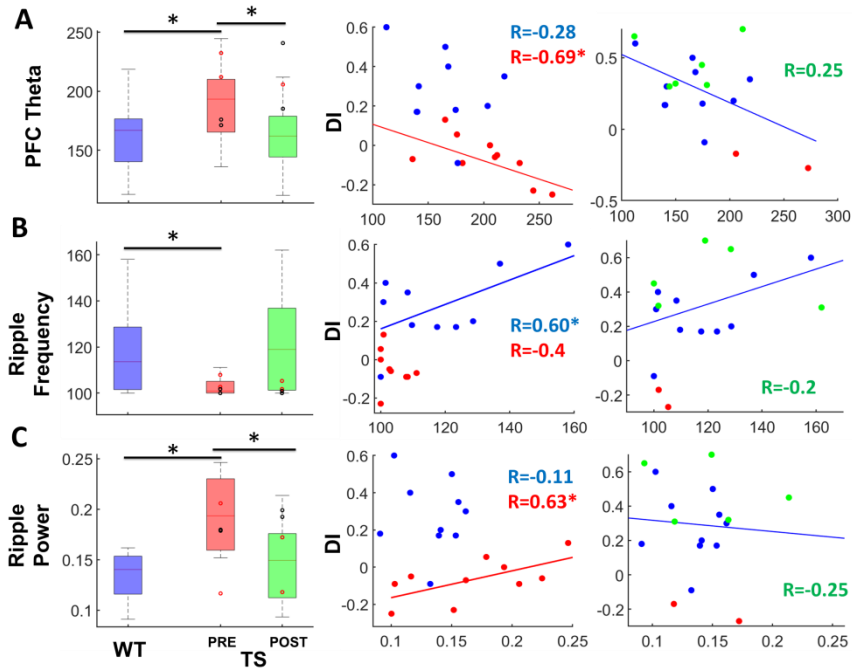 A
PFC Theta
250
200
150
*
*
DI
0.6
0.4
0.2
0
-0.2
100
150
200
250
R=-0.28
R=-0.69*
0.5
0
-0.5
100
150
200
250
300
R=0.25
B
Ripple
Frequency
160
140
120
100
*
DI
0.6
0.4
0.2
0
-0.2
100
120
140
160
R=0.60*
R=-0.4
0.6
0.4
0.2
0
-0.2
100
120
140
160
R=-0.2
C
Ripple
Power
0.25
0.2
0.15
0.1
*
*
WT
PRE
POST
TS
DI
0.6
0.4
0.2
0
-0.2
0.1
0.15
0.2
0.25
R=-0.11
R=0.63*
0.6
0.4
0.2
0
-0.2
0.1
0.15
0.2
0.25
R=-0.25